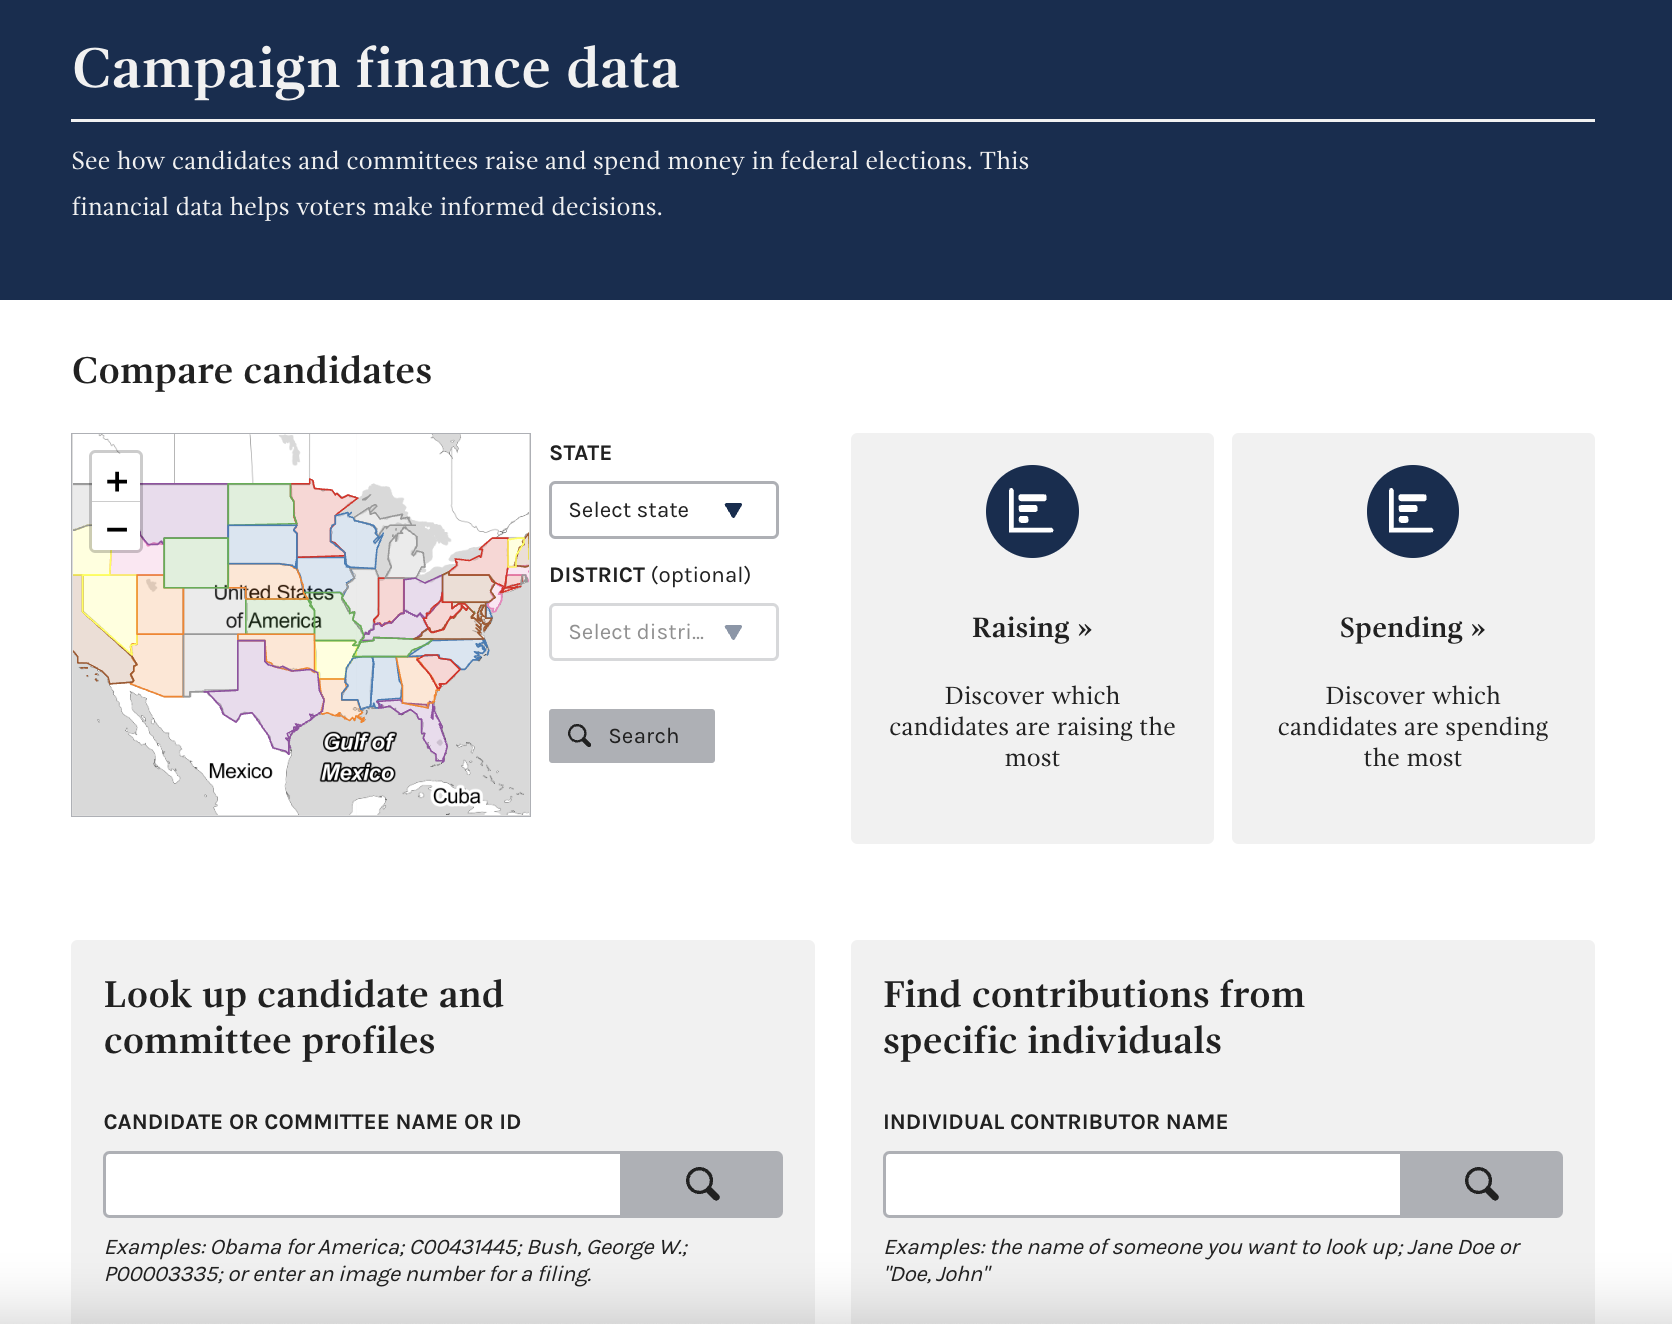 Campaign finance data
See how candidates and committees raise and spend money in federal elections. This
financial data helps voters make informed decisions.
Compare candidates
+
−
United States
of America
Gulf of
Mexico
Mexico
Cuba
STATE
Select state
DISTRICT (optional)
Select distri...
Search
Raising »
Discover which
candidates are raising the
most
Spending »
Discover which
candidates are spending
the most
Look up candidate and
committee profiles
CANDIDATE OR COMMITTEE NAME OR ID
Examples: Obama for America; C00431445; Bush, George W.;
P00003335; or enter an image number for a filing.
Find contributions from
specific individuals
INDIVIDUAL CONTRIBUTOR NAME
Examples: the name of someone you want to look up; Jane Doe or
"Doe, John"